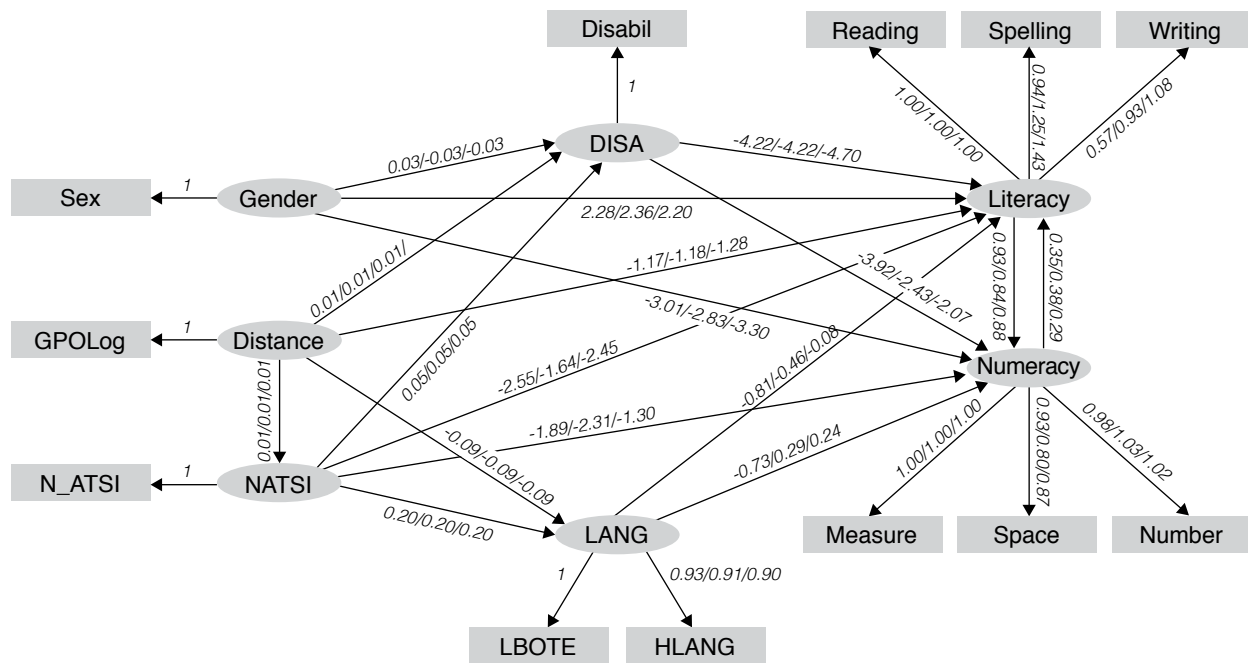 Disabil
Reading
Spelling
Writing
1
1.00/1.00/1.00
0.94/1.25/1.43
0.57/0.93/1.08
DISA
0.03/-0.03/-0.03
-4.22/-4.22/-4.70
Sex
1
Gender
Literacy
2.28/2.36/2.20
0.01/0.01/0.01/
-1.17/-1.18/-1.28
-3.92/-2.43/-2.07
0.93/0.84/0.88
0.35/0.38/0.29
-3.01/-2.83/-3.30
GPOLog
1
Distance
0.05/0.05/0.05
-2.55/-1.64/-2.45
-0.81/-0.46/-0.08
Numeracy
0.01/0.01/0.01
-1.89/-2.31/-1.30
-0.09/-0.09/-0.09
-0.73/0.29/0.24
1.00/1.00/1.00
0.93/0.80/0.87
0.98/1.03/1.02
N_ATSI
1
NATSI
0.20/0.20/0.20
LANG
Measure
Space
Number
1
0.93/0.91/0.90
LBOTE
HLANG